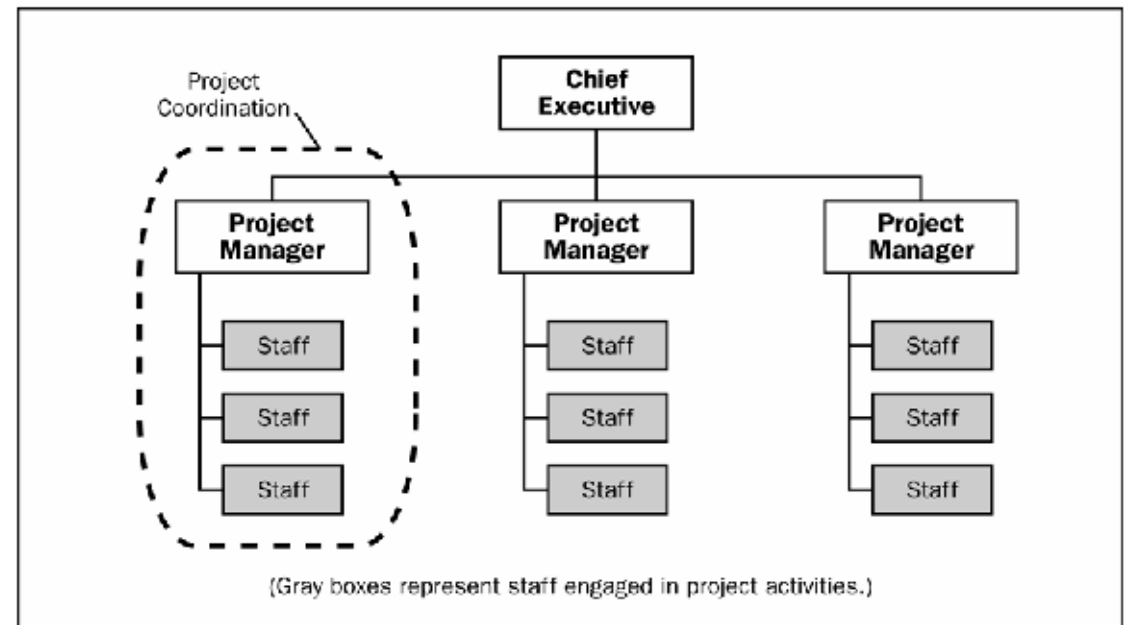 Project
Coordination
Chief
Executive
Project
Manager
Project
Manager
Project
Manager
Staff
Staff
Staff
Staff
Staff
Staff
Staff
Staff
Staff
(Gray boxes represent staff engaged in project activities.)